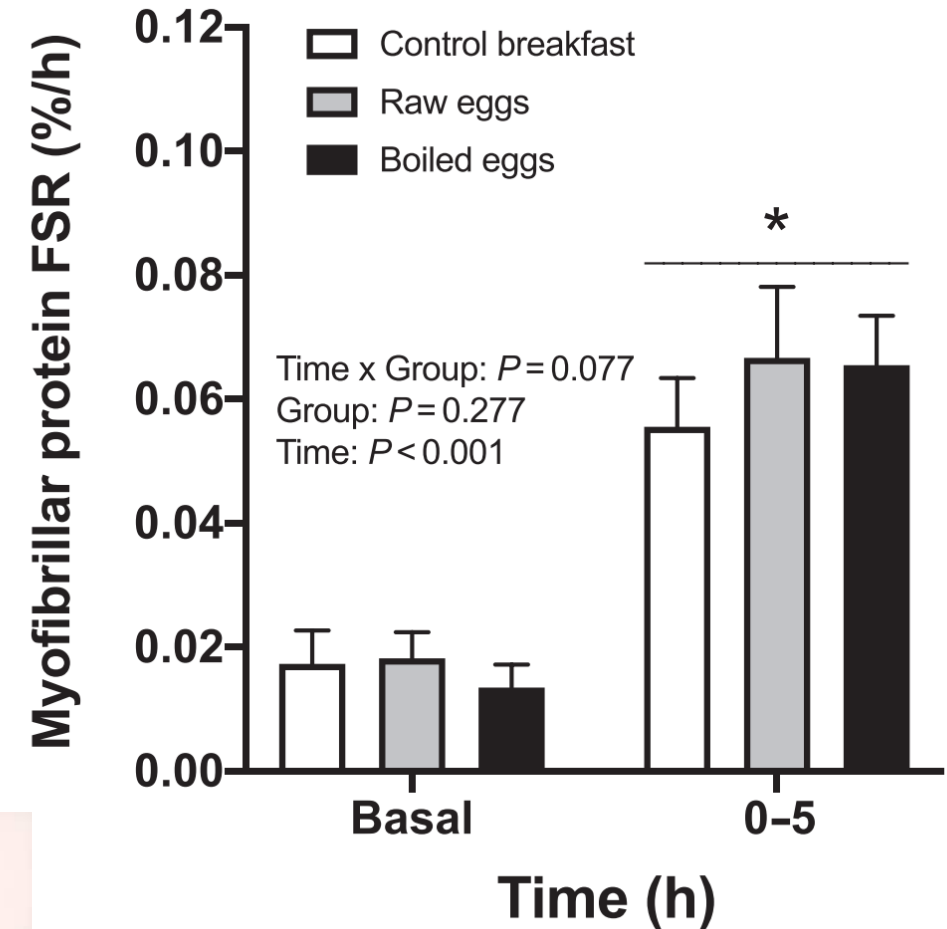 Myofibrillar protein FSR (%/h)
0.12
0.10
0.08
0.06
0.04
0.02
0.00
Control breakfast
Raw eggs
Boiled eggs
*
Time x Group: P = 0.077
Group: P = 0.277
Time: P < 0.001
Basal
0–5
Time (h)